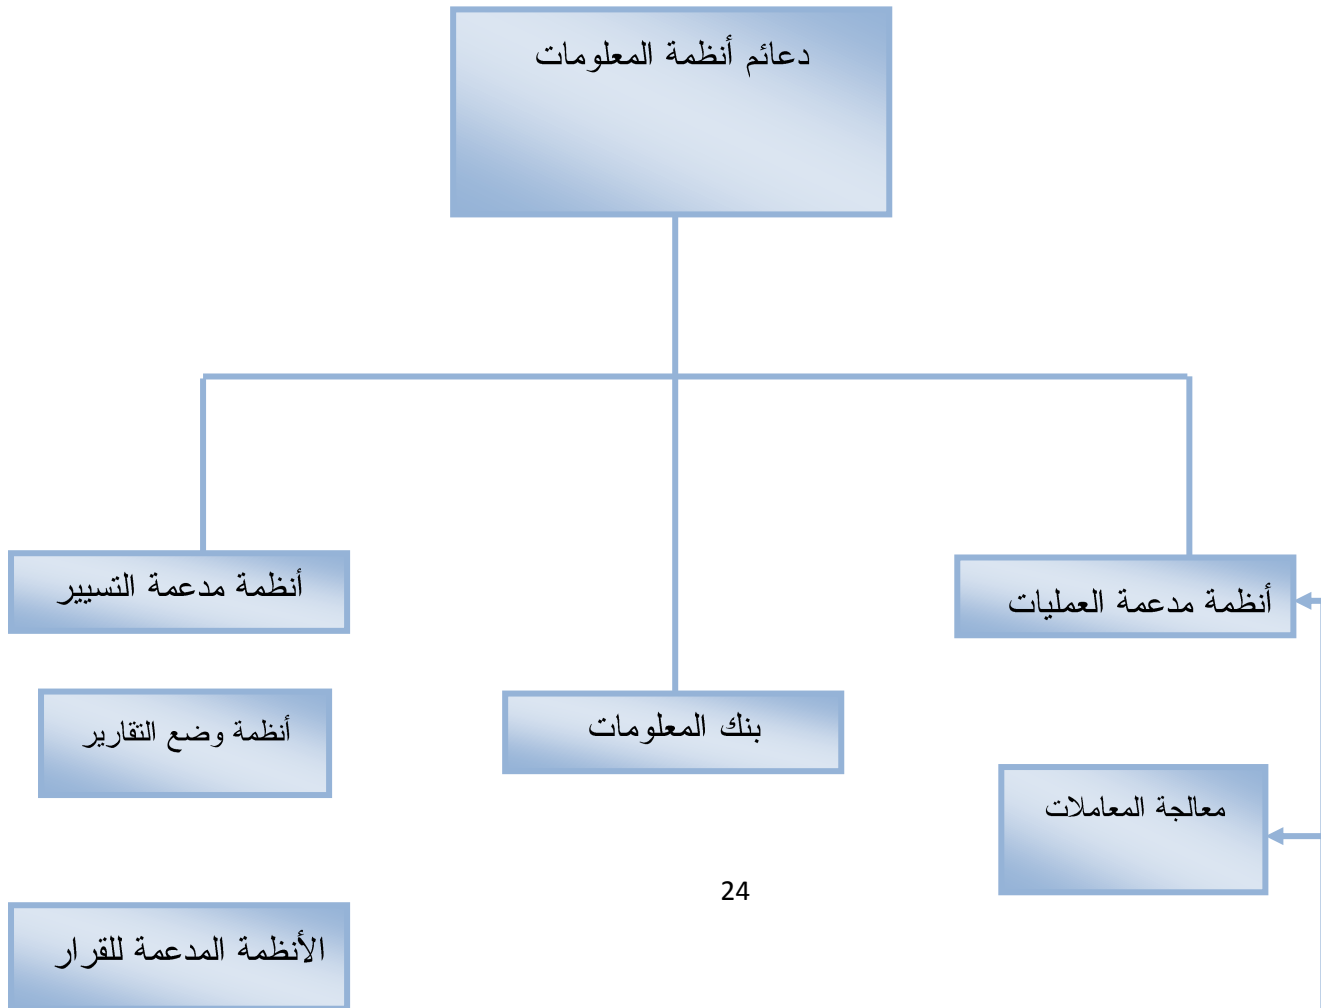 دعائم أنظمة المعلومات
أنظمة مدعمة العمليات
أنظمة مدعمة التسيير
بنك المعلومات
أنظمة وضع التقارير
معالجة المعاملات
24
الأنظمة المدعمة للقرار